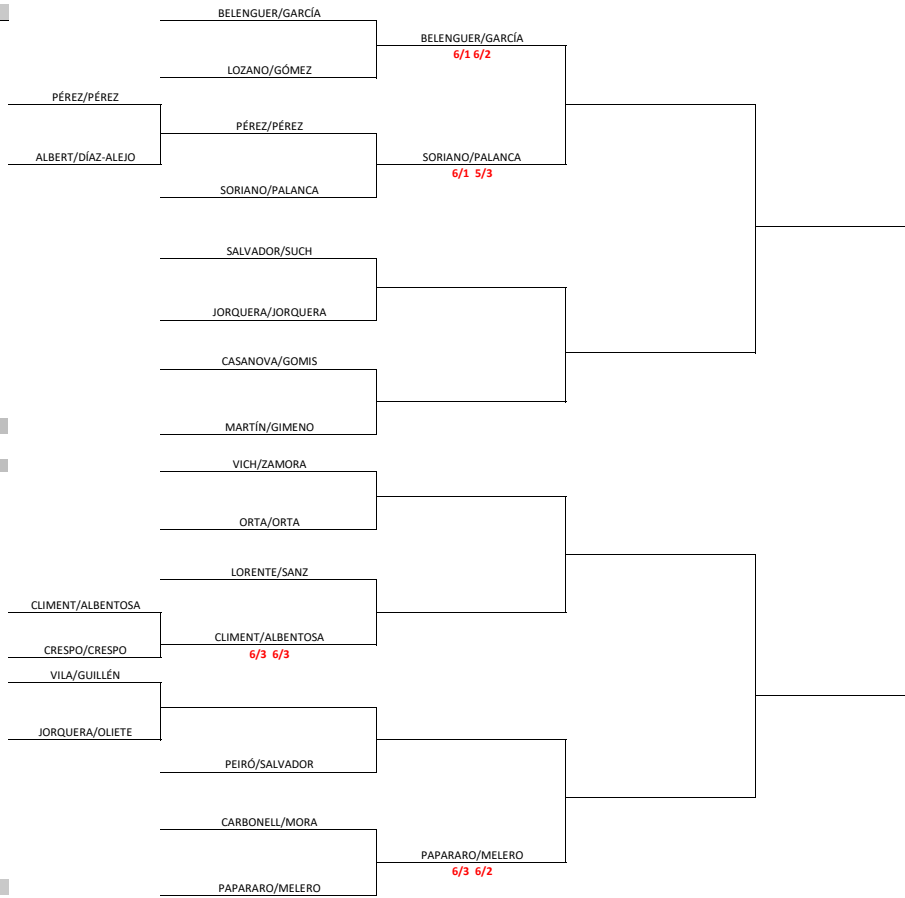 BELENGUER/GARCÍA
BELENGUER/GARCÍA
6/1 6/2
LOZANO/GÓMEZ
PÉREZ/PÉREZ
PÉREZ/PÉREZ
ALBERT/DÍAZ-ALEJO
SORIANO/PALANCA
6/1 5/3
SORIANO/PALANCA
SALVADOR/SUCH
JORQUERA/JORQUERA
CASANOVA/GOMIS
MARTÍN/GIMENO
VICH/ZAMORA
ORTA/ORTA
LORENTE/SANZ
CLIMENT/ALBENTOSA
CLIMENT/ALBENTOSA
6/3 6/3
CRESPO/CRESPO
VILA/GUILLÉN
JORQUERA/OLIETE
PEIRÓ/SALVADOR
CARBONELL/MORA
PAPARARO/MELERO
6/3 6/2
PAPARARO/MELERO